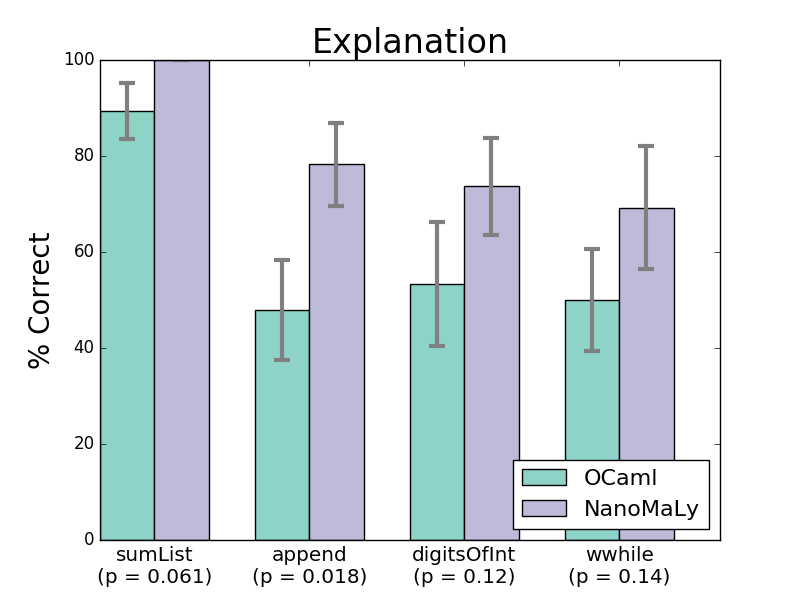 Explanation
% Correct
100
80
60
40
20
0
OCaml
NanoMaLy
sumList
(p = 0.061)
append
(p = 0.018)
digitsOfInt
(p = 0.12)
wwhile
(p = 0.14)